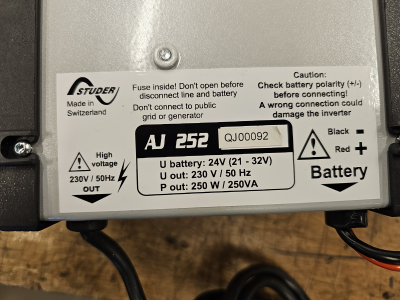 STUDER
Made in
Switzerland
Fuse inside! Don't open before
disconnect line and battery
Don't connect to public
grid or generator
Caution:
Check battery polarity (+/-)
before connecting!
A wrong connection could
damage the inverter
AJ 252
QJ00092
U battery: 24V (21 - 32V)
U out: 230 V / 50 Hz
P out: 250 W / 250VA
High
voltage
230V / 50Hz
OUT
Black -
Red +
Battery